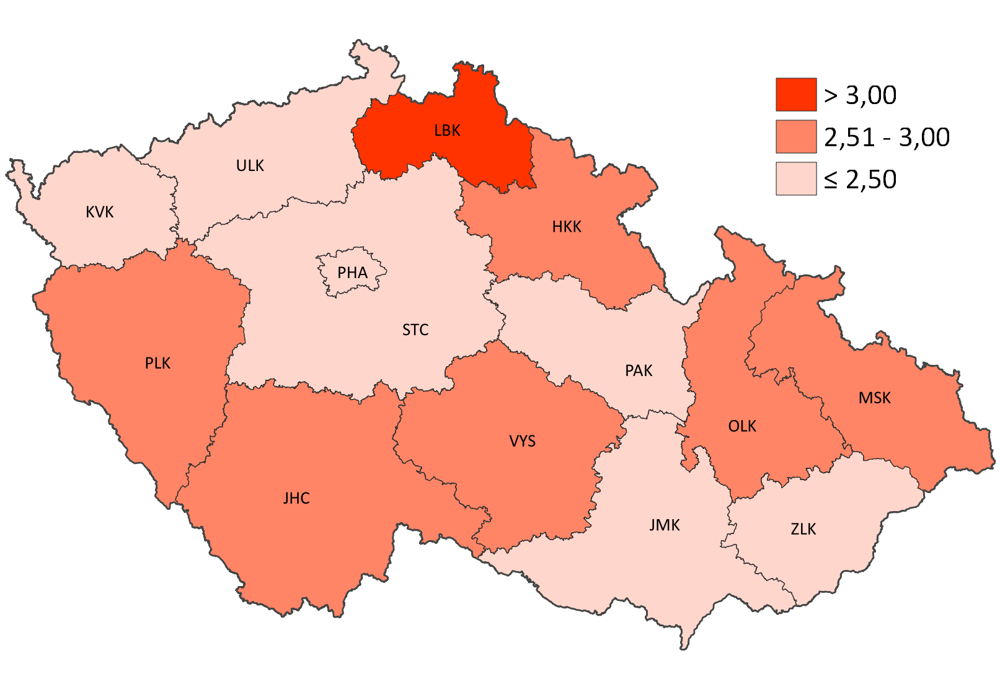 > 3,00
2,51 - 3,00
≤ 2,50
LBK
ULK
KVK
HKK
PHA
STC
PLK
PAK
MSK
OLK
VYS
JHC
JMK
ZLK